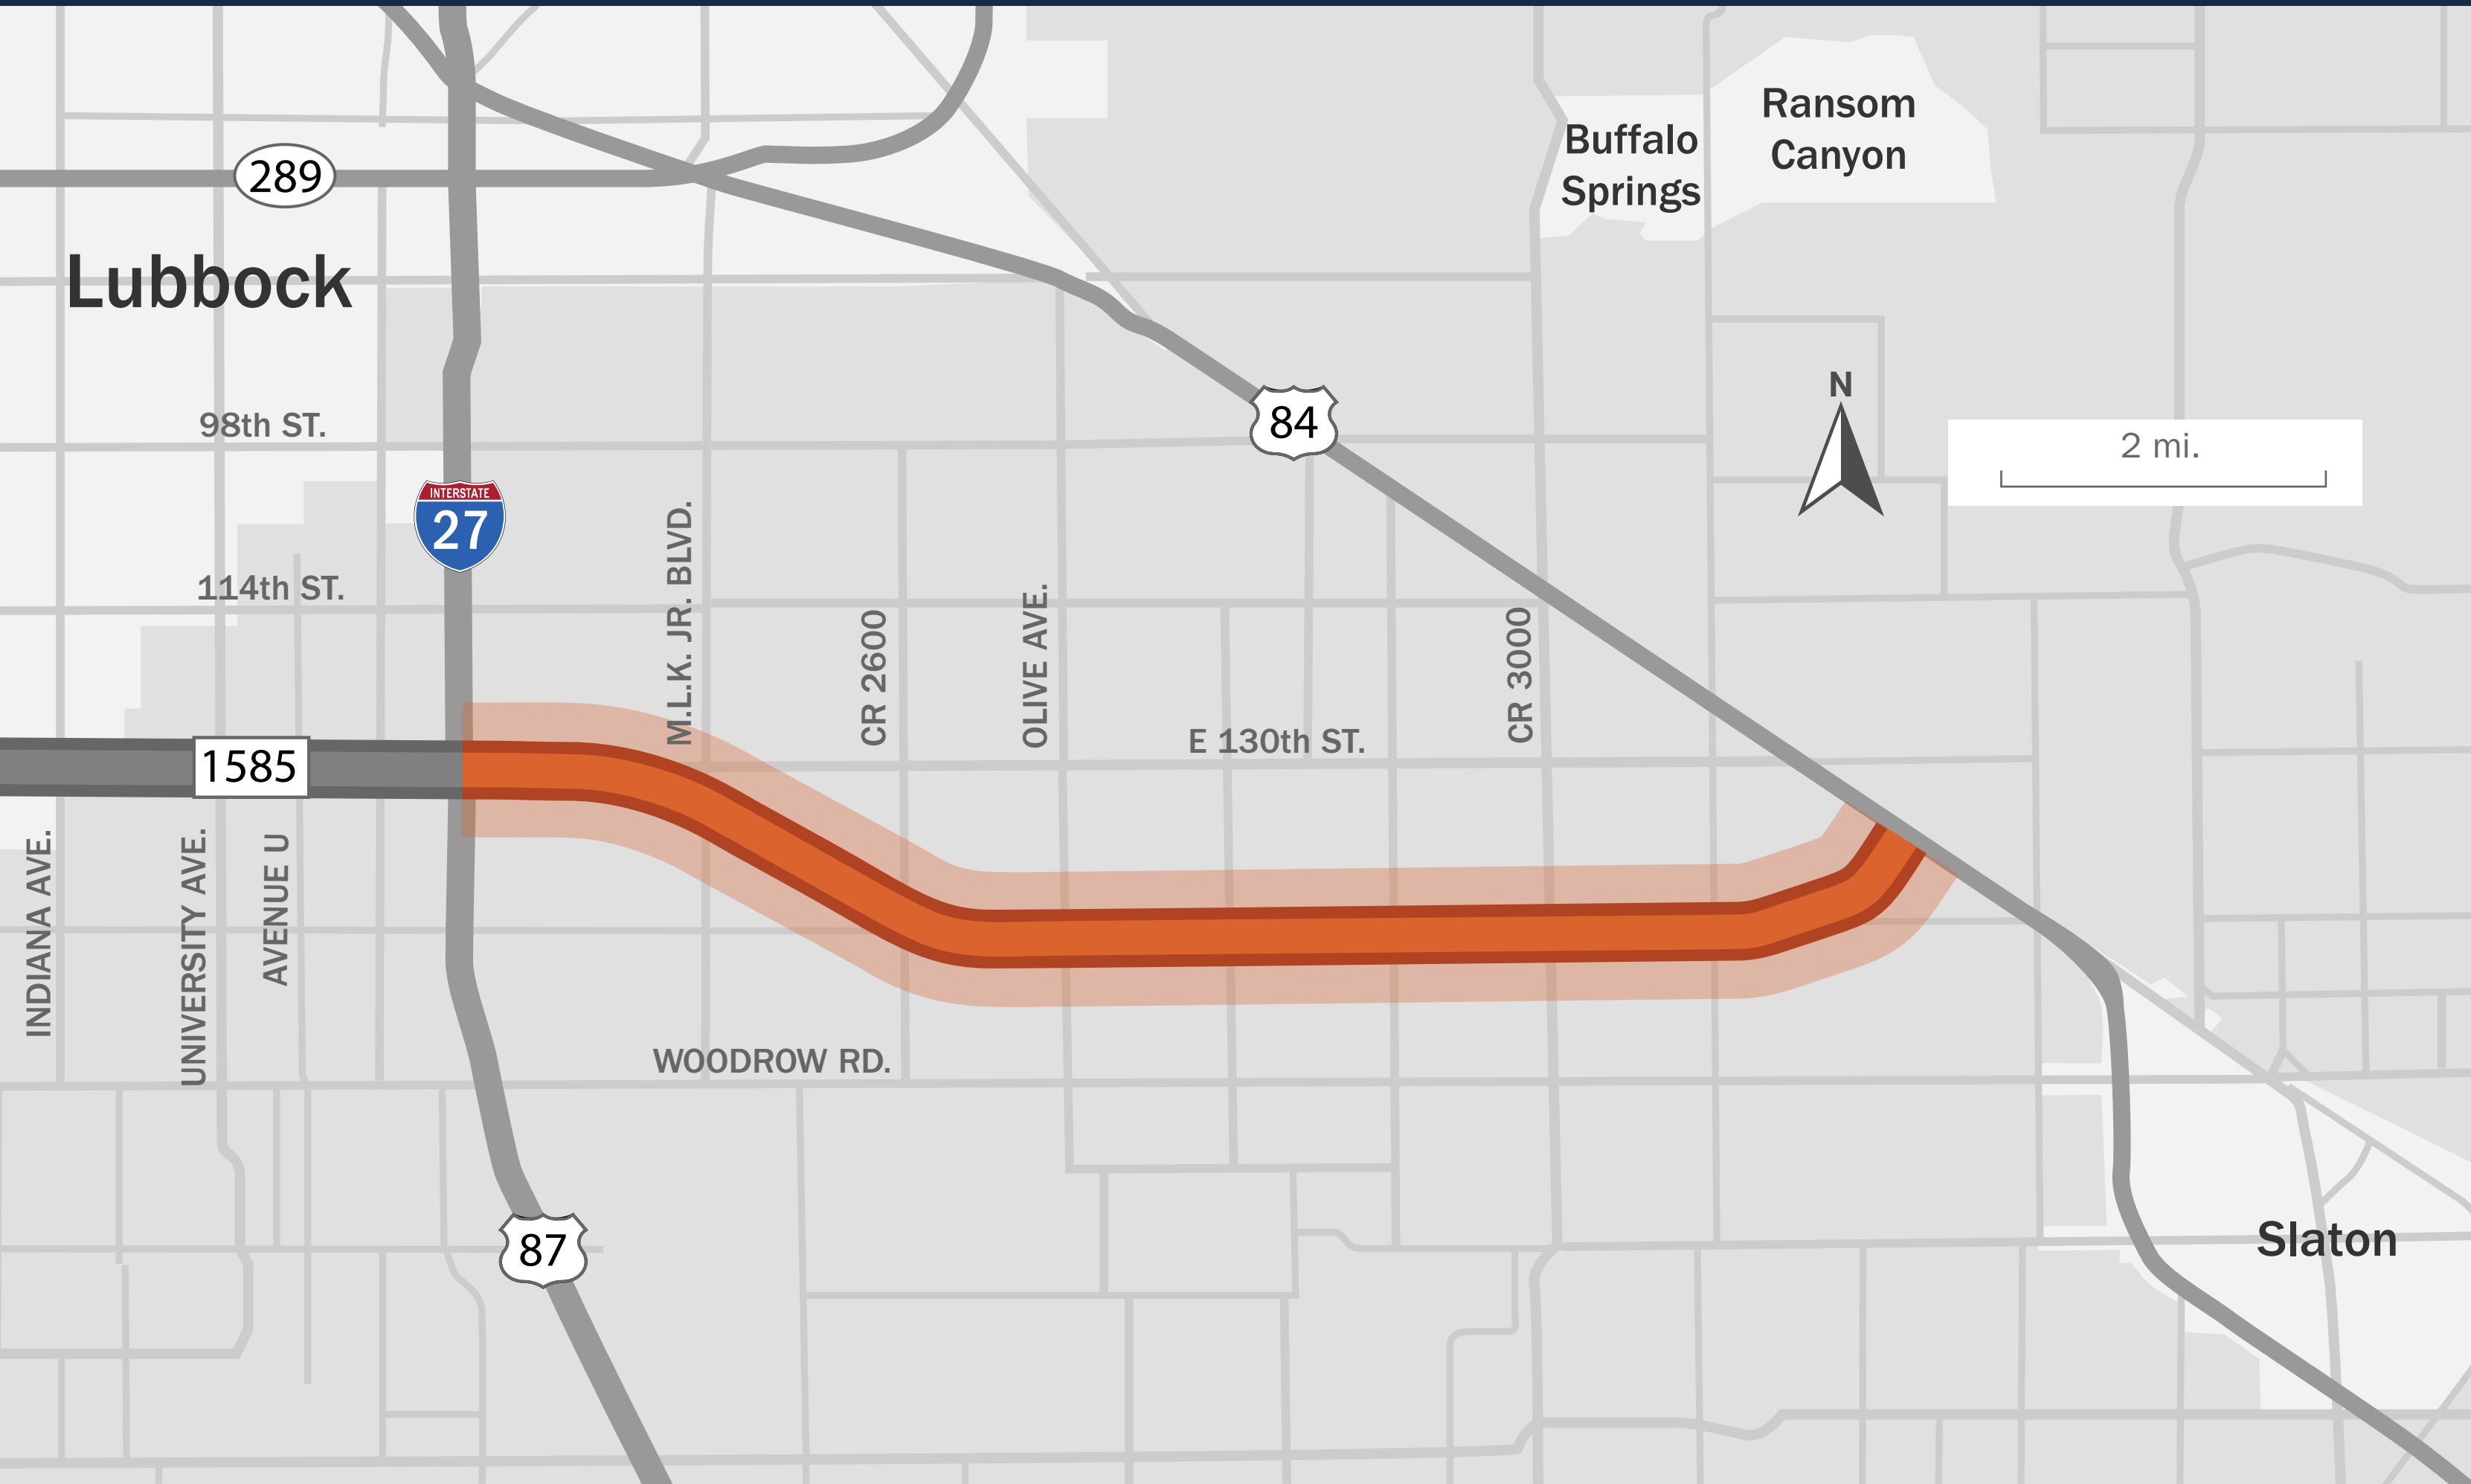 Ransom
Canyon
Buffalo
Springs
289
Lubbock
N
84
98th ST.
2 mi.
INTERSTATE
27
114th ST.
M.L.K. JR. BLVD.
CR 2600
OLIVE AVE.
CR 3000
E 130th ST.
1585
INDIANA AVE.
UNIVERSITY AVE.
AVENUE U
WOODROW RD.
87
Slaton